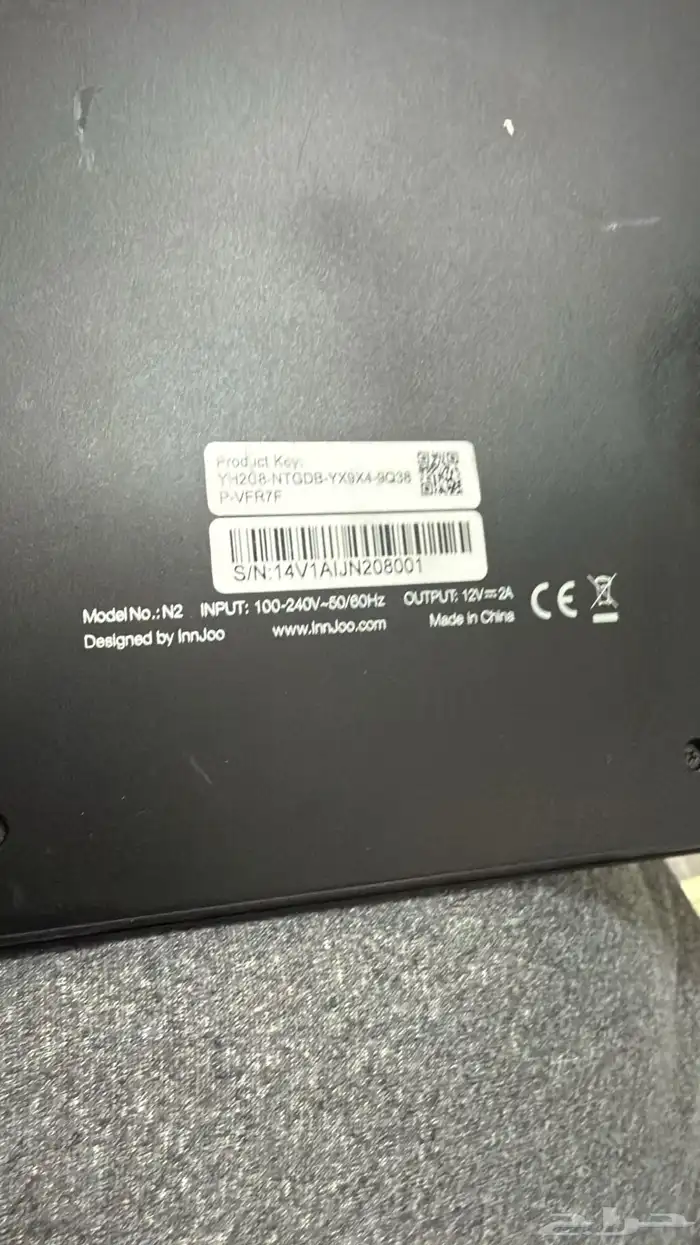 Product Key:
YH2G8-NTGDB-YX9X4-9Q38
P-VFR7F
S/N:14V1AIJN208001
Model No.: N2 INPUT: 100-240V~50/60Hz OUTPUT: 12V⎓2A
Designed by InnJoo www.InnJoo.com Made in China
CE
حراج